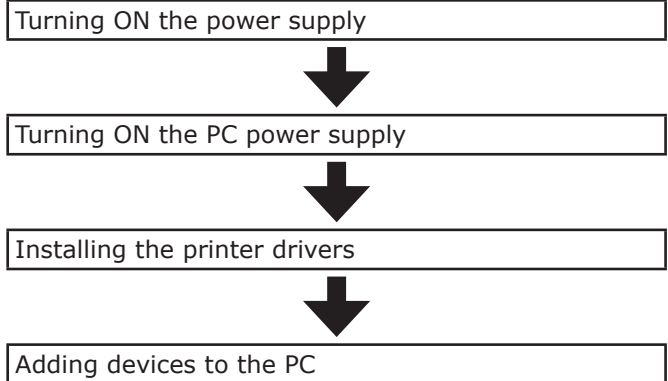 Turning ON the power supply
Turning ON the PC power supply
Installing the printer drivers
Adding devices to the PC